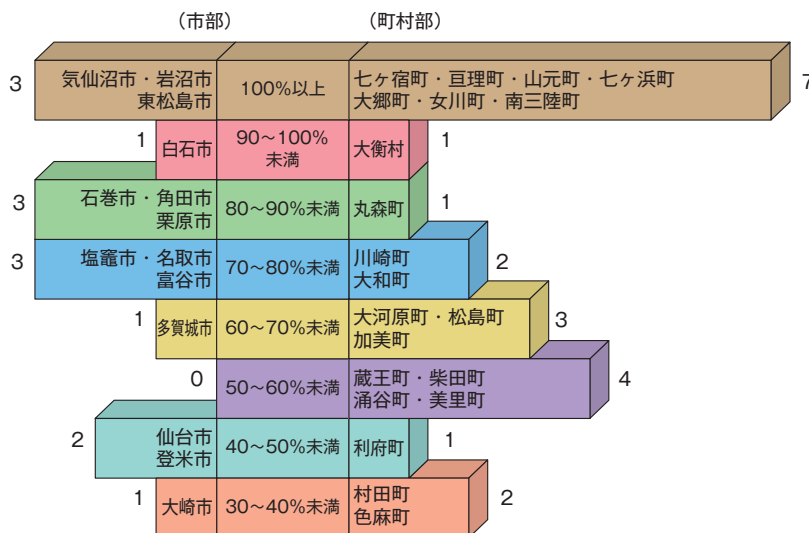 （市部） （町村部）
3 気仙沼市・岩沼市 100%以上 七ヶ宿町・亘理町・山元町・七ヶ浜町 7
東松島市 大郷町・女川町・南三陸町
1 白石市 90〜100% 大衡村 1
未満
3 石巻市・角田市 80〜90%未満 丸森町 1
栗原市
3 塩竈市・名取市 70〜80%未満 川崎町 2
富谷市 大和町
1 多賀城市 60〜70%未満 大河原町・松島町 3
加美町
0 50〜60%未満 蔵王町・柴田町 4
涌谷町・美里町
2 仙台市 40〜50%未満 利府町 1
登米市
1 大崎市 30〜40%未満 村田町 2
色麻町